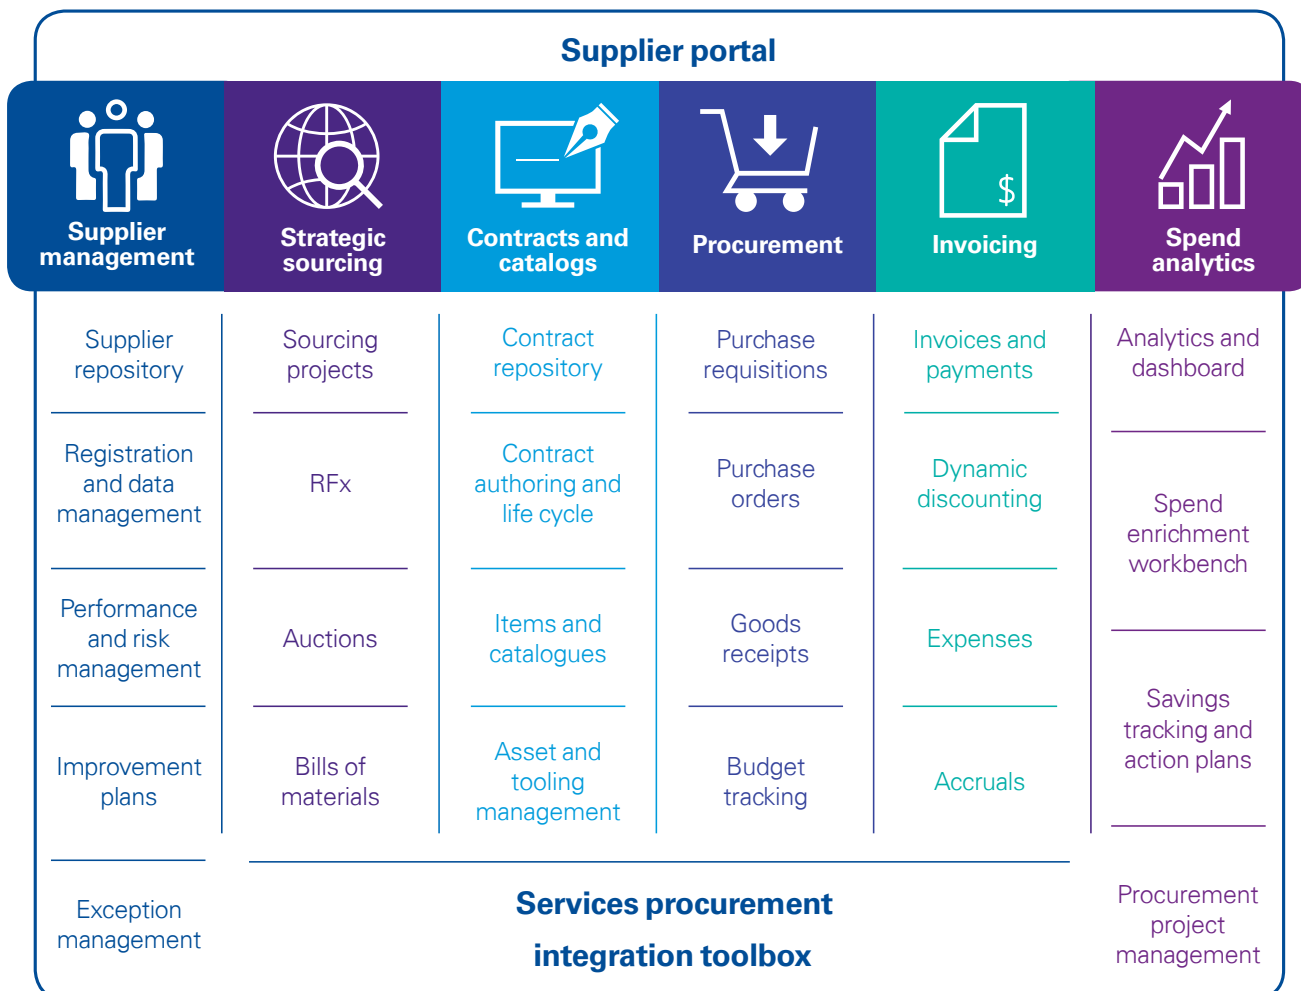 Supplier portal
Supplier
management
Strategic
sourcing
Contracts and
catalogs
Procurement
$
Invoicing
Spend
analytics
Supplier
repository
Registration
and data
management
Performance
and risk
management
Improvement
plans
Exception
management
Sourcing
projects
RFx
Auctions
Bills of
materials
Contract
repository
Contract
authoring and
life cycle
Items and
catalogues
Asset and
tooling
management
Purchase
requisitions
Purchase
orders
Goods
receipts
Budget
tracking
Invoices and
payments
Dynamic
discounting
Expenses
Accruals
Analytics and
dashboard
Spend
enrichment
workbench
Savings
tracking and
action plans
Procurement
project
management
Services procurement
integration toolbox